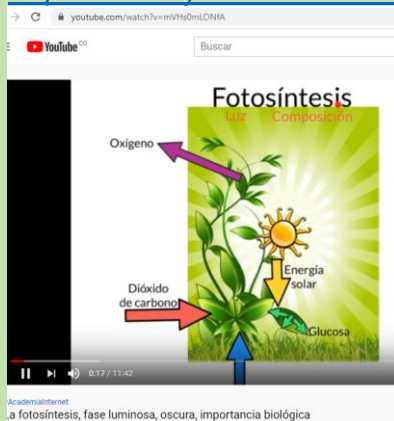 youtube.com/watch?v=mVHs0mLONfA
YouTube CO
Buscar
Fotosíntesis
Luz Composición
Oxígeno
Energía
solar
Dióxido
de carbono
Glucosa
0:17 / 11:42
#AcademiaInternet
La fotosíntesis, fase luminosa, oscura, importancia biológica